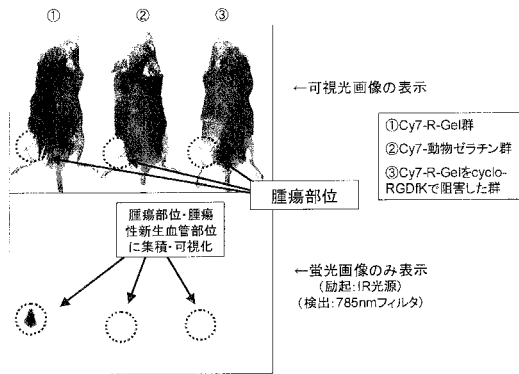 ① ② ③
←可視光画像の表示
①Cy7-R-Gel群
②Cy7-動物ゼラチン群
③Cy7-R-Gelをcyclo-
RGDfKで阻害した群
腫瘍部位
腫瘍部位・腫瘍
性新生血管部位
に集積・可視化
←蛍光画像のみ表示
(励起:IR光源)
(検出:785nmフィルタ)